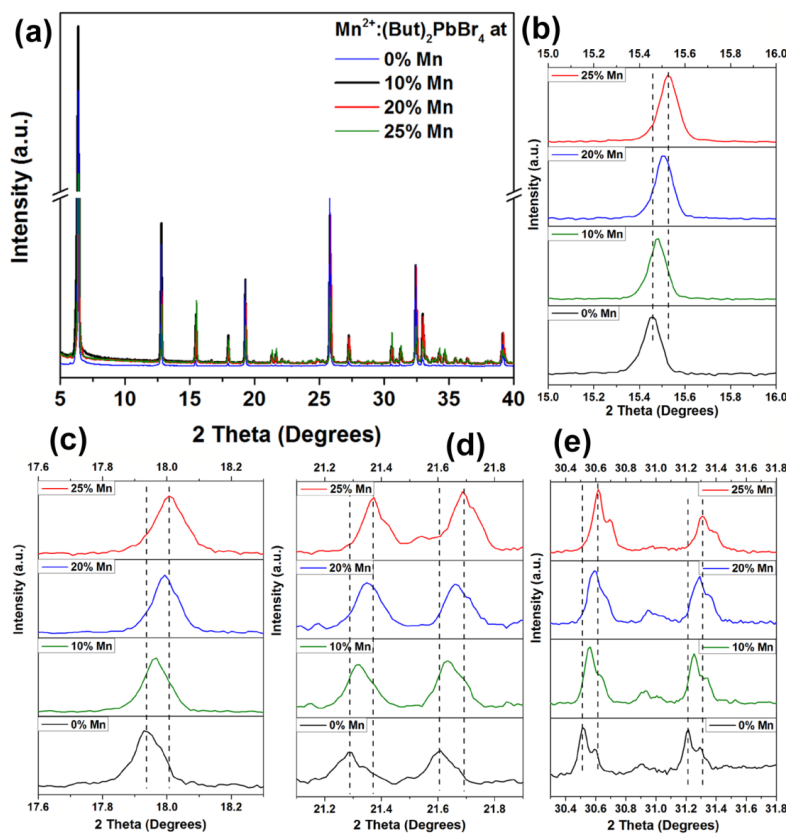 (a)
Mn²⁺:(But)₂PbBr₄ at
0% Mn
10% Mn
20% Mn
25% Mn
Intensity (a.u.)
5 10 15 20 25 30 35 40
2 Theta (Degrees)
(b)
15.0 15.2 15.4 15.6 15.8 16.0
25% Mn
20% Mn
10% Mn
0% Mn
Intensity (a.u.)
15.0 15.2 15.4 15.6 15.8 16.0
2 Theta (Degrees)
(c)
17.6 17.8 18.0 18.2
25% Mn
20% Mn
10% Mn
0% Mn
Intensity (a.u.)
17.6 17.8 18.0 18.2
2 Theta (Degrees)
(d)
21.2 21.4 21.6 21.8
25% Mn
20% Mn
10% Mn
0% Mn
21.2 21.4 21.6 21.8
2 Theta (Degrees)
(e)
30.4 30.6 30.8 31.0 31.2 31.4 31.6 31.8
25% Mn
20% Mn
10% Mn
0% Mn
Intensity (a.u.)
30.4 30.6 30.8 31.0 31.2 31.4 31.6 31.8
2 Theta (Degrees)